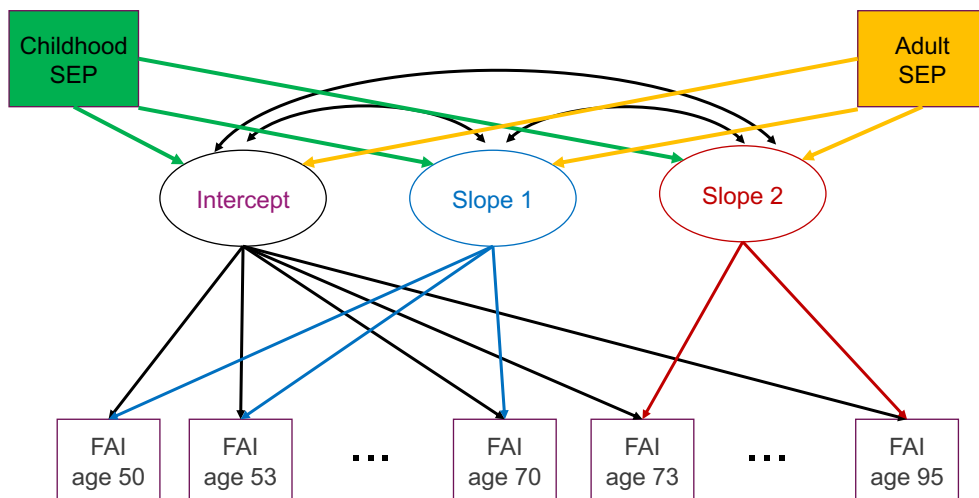 Childhood
SEP
Adult
SEP
Intercept
Slope 1
Slope 2
FAI
age 50
FAI
age 53
...
FAI
age 70
FAI
age 73
...
FAI
age 95